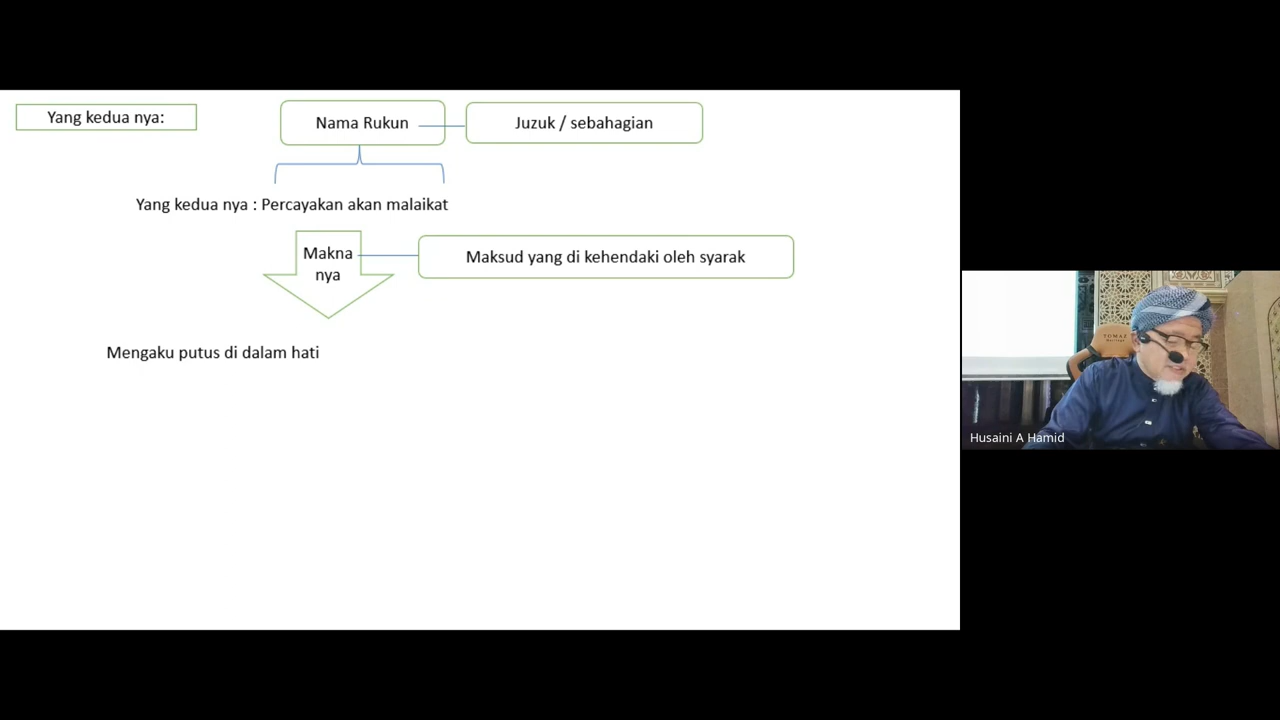 Yang kedua nya:
Nama Rukun
Juzuk / sebahagian
Yang kedua nya : Percayakan akan malaikat
Makna
nya
Maksud yang di kehendaki oleh syarak
Mengaku putus di dalam hati
TOMAZ
Husaini A Hamid